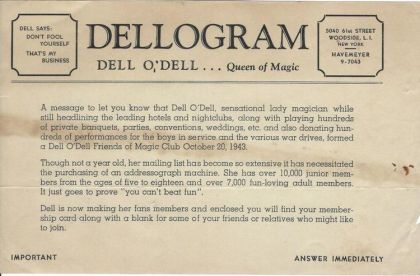 DELL SAYS:
DON'T FOOL
YOURSELF
THAT'S MY
BUSINESS
DELLOGRAM
DELL O'DELL . . . Queen of Magic
5040 61st STREET
WOODSIDE, L. I.
NEW YORK
HAVEMEYER
9-7043
A message to let you know that Dell O'Dell, sensational lady magician while
still headlining the leading hotels and nightclubs, along with playing hundreds
of private banquets, parties, conventions, weddings, etc. and also donating hun-
dreds of performances for the boys in service and the various war drives, formed
a Dell O'Dell Friends of Magic Club October 20, 1943.
Though not a year old, her mailing list has become so extensive it has necessitated
the purchasing of an addressograph machine. She has over 10,000 junior mem-
bers from the ages of five to eighteen and over 7,000 fun-loving adult members.
It just goes to prove "you can't beat fun".
Dell is now making her fans members and enclosed you will find your member-
ship card along with a blank for some of your friends or relatives who might like
to join.
IMPORTANT
ANSWER IMMEDIATELY